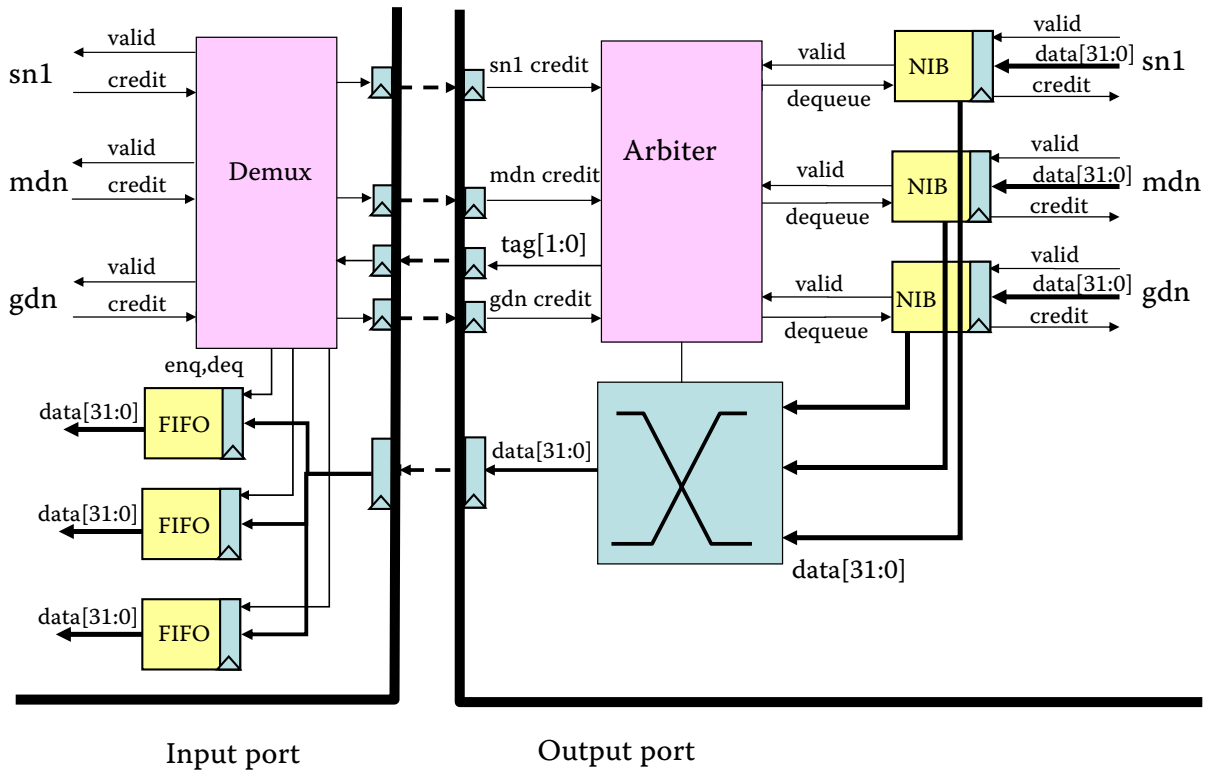 valid
sn1
credit
valid
mdn
credit
valid
gdn
credit
Demux
enq,deq
data[31:0]
FIFO
data[31:0]
FIFO
data[31:0]
FIFO
Input port
sn1 credit
mdn credit
tag[1:0]
gdn credit
Arbiter
data[31:0]
data[31:0]
valid
dequeue
NIB
valid
data[31:0]
sn1
credit
valid
dequeue
NIB
valid
data[31:0]
mdn
credit
valid
dequeue
NIB
valid
data[31:0]
gdn
credit
Output port